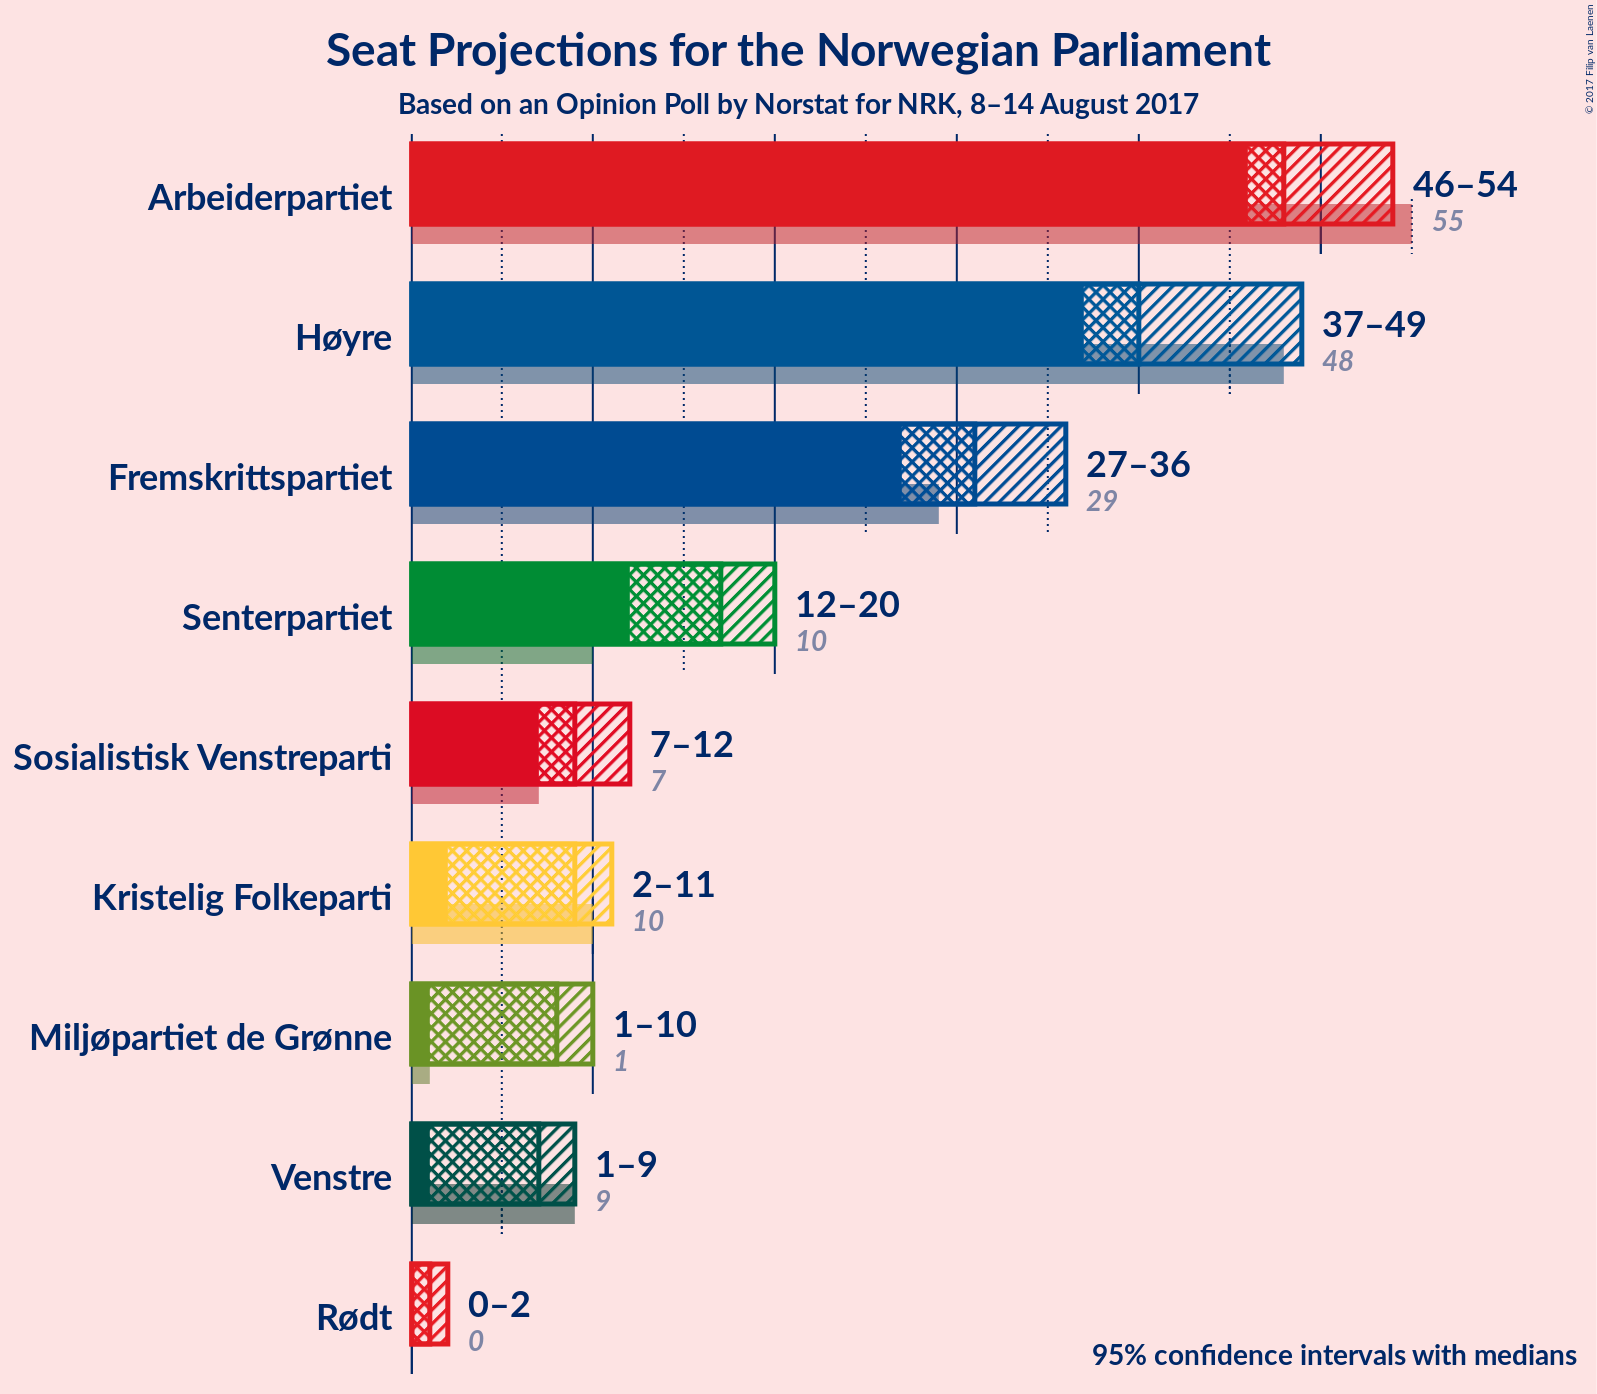 Seat Projections for the Norwegian Parliament
Based on an Opinion Poll by Norstat for NRK, 8–14 August 2017
© 2017 Filip van Laenen
Arbeiderpartiet
46–54
55
Høyre
37–49
48
Fremskrittspartiet
27–36
29
Senterpartiet
12–20
10
Sosialistisk Venstreparti
7–12
7
Kristelig Folkeparti
2–11
10
Miljøpartiet de Grønne
1–10
1
Venstre
1–9
9
Rødt
0–2
0
95% confidence intervals with medians